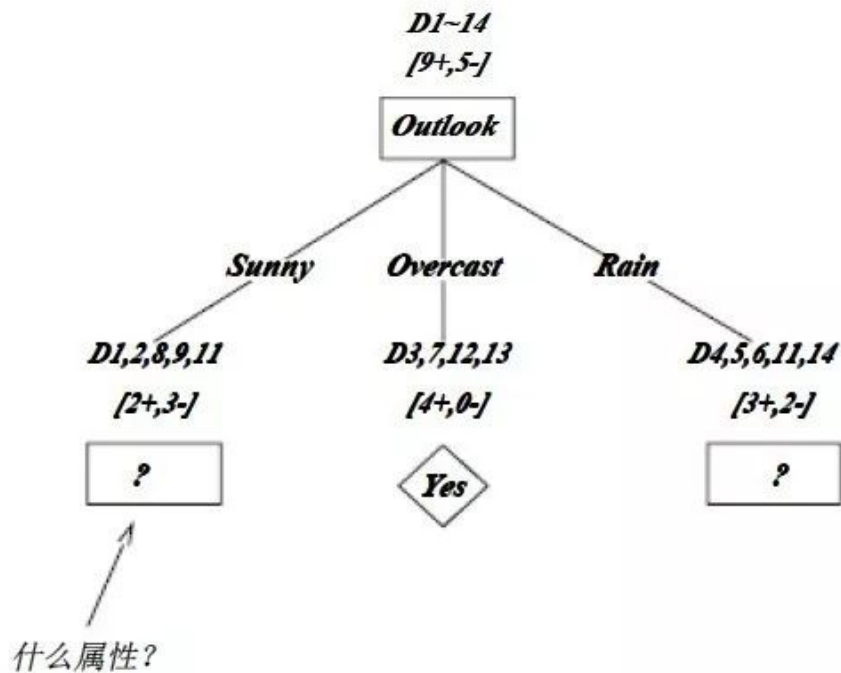 D1~14
[9+,5-]
Outlook
Sunny Overcast Rain
D1,2,8,9,11 D3,7,12,13 D4,5,6,11,14
[2+,3-] [4+,0-] [3+,2-]
? Yes ?
什么属性?